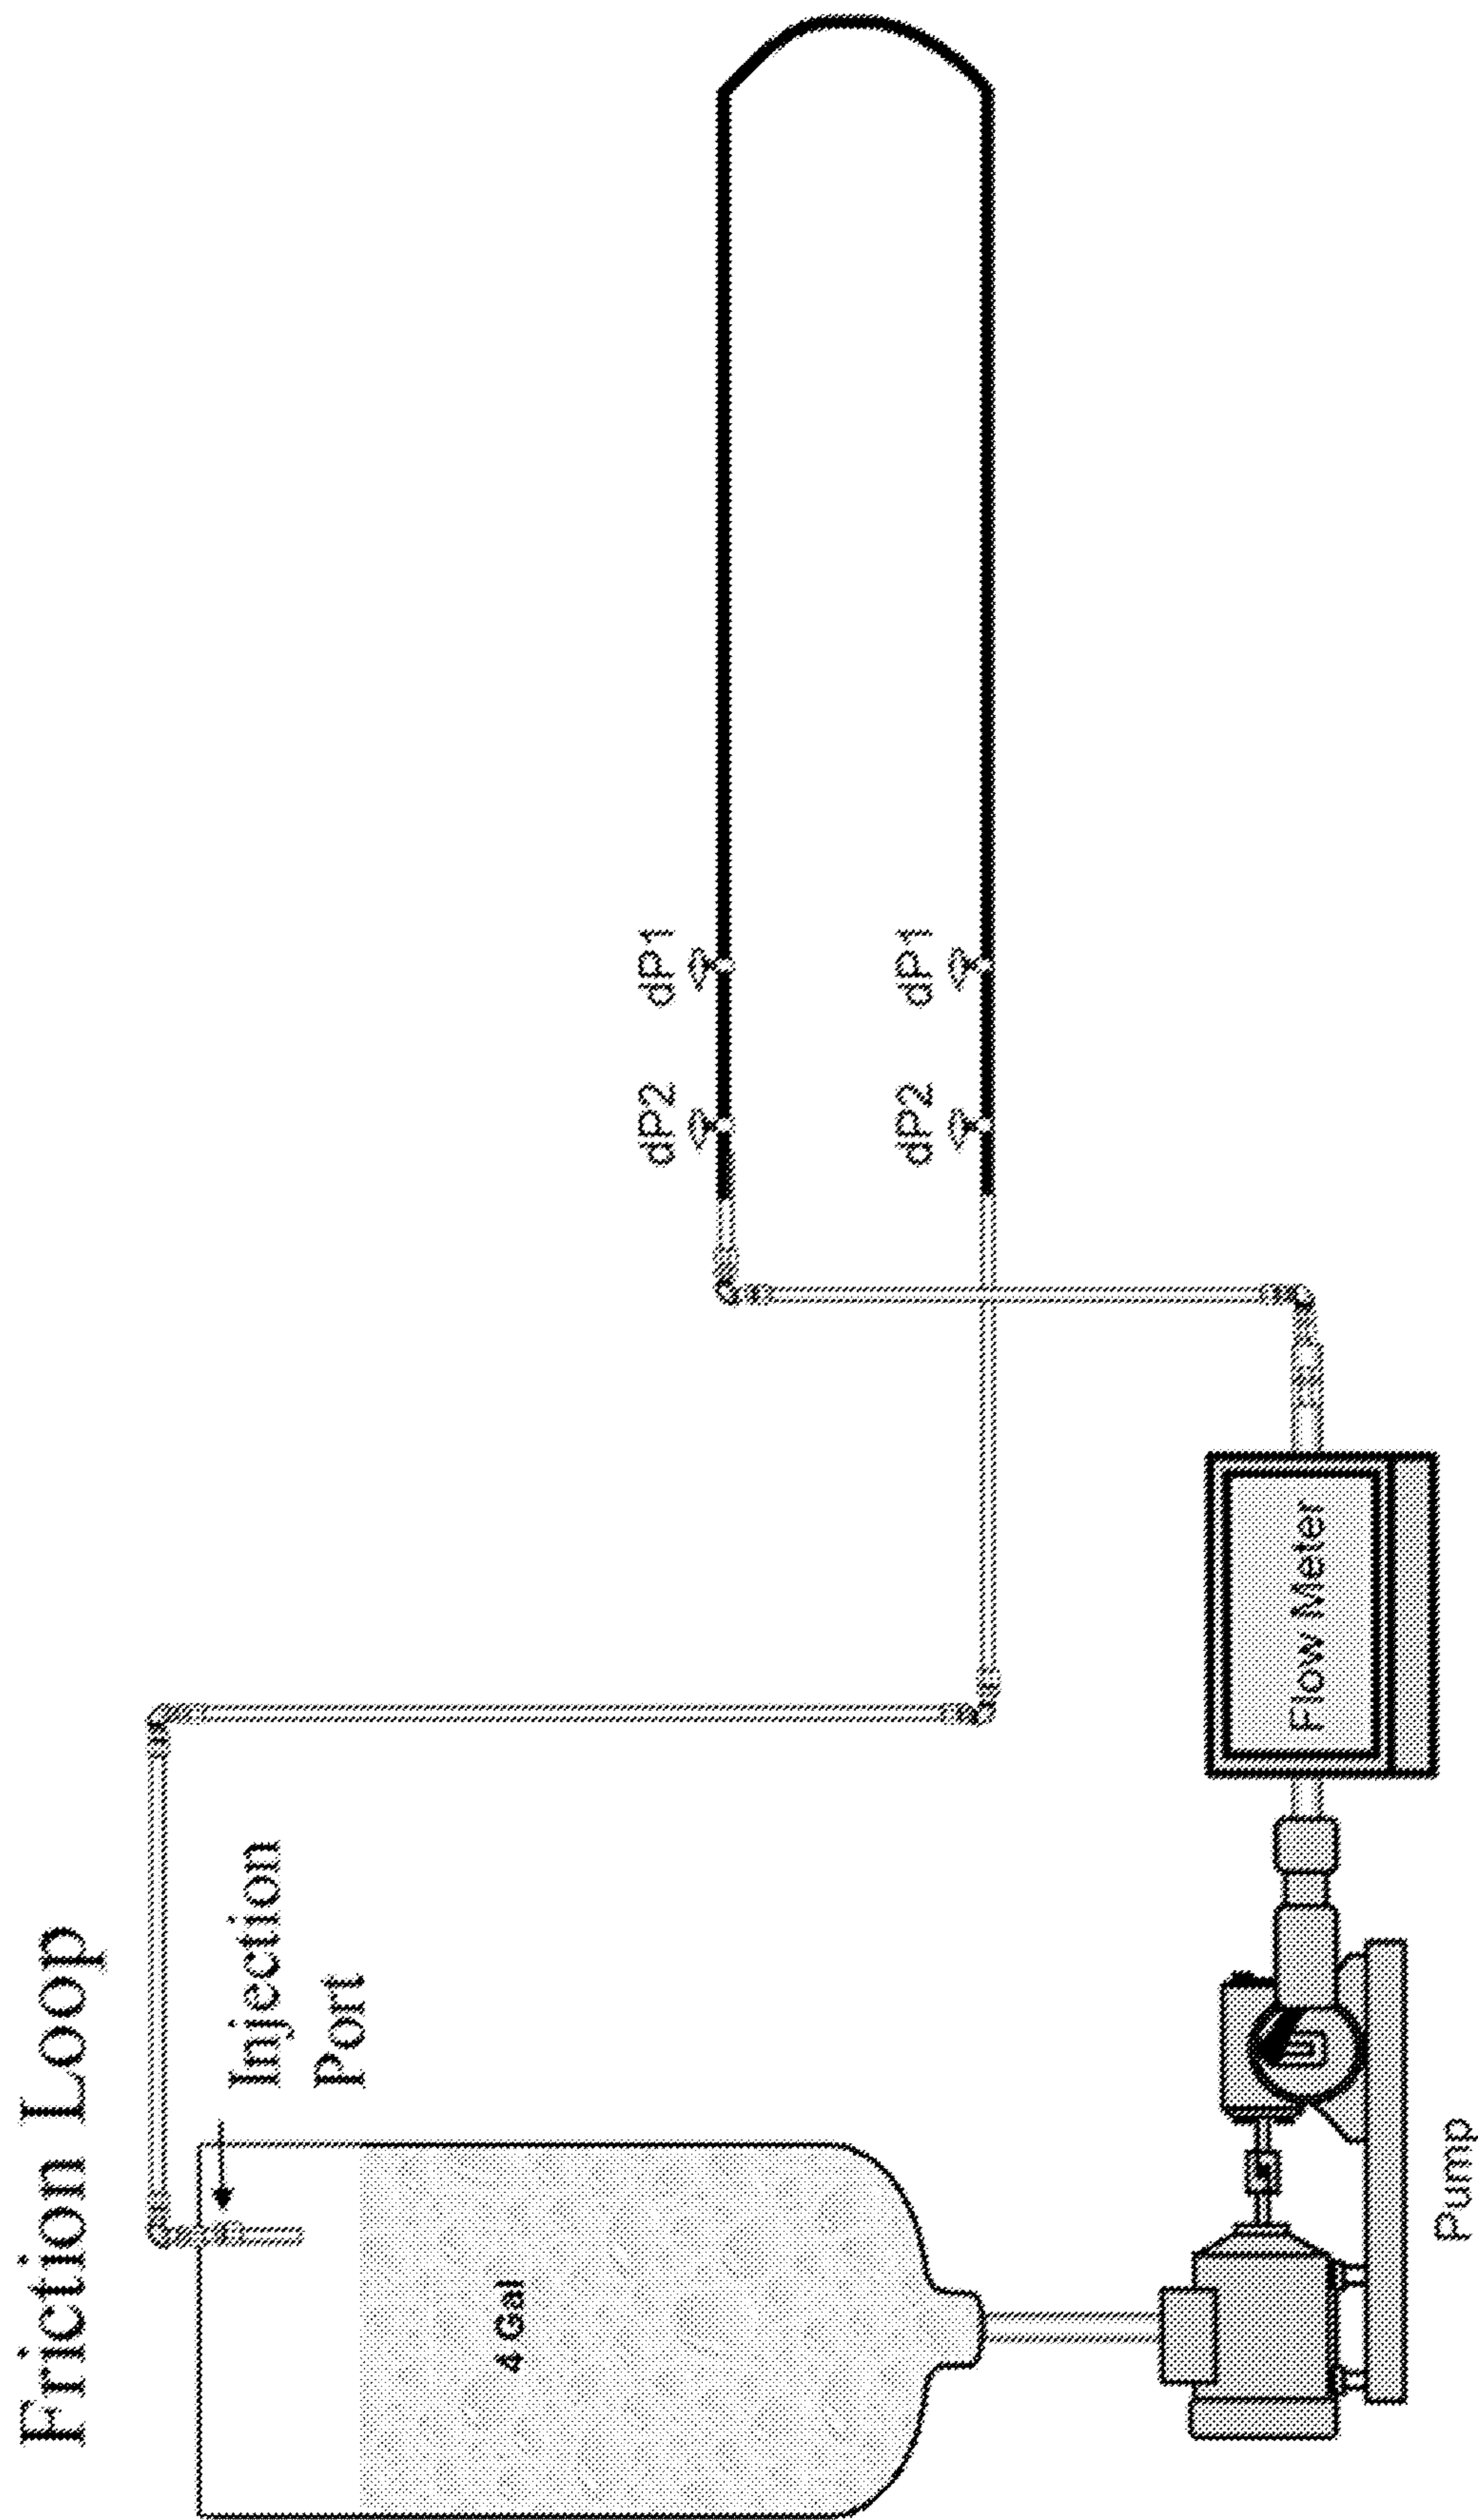 Friction Loop
Injection
Port
4 Gal
dP2
dP1
dP2
dP1
Flow Meter
Pump